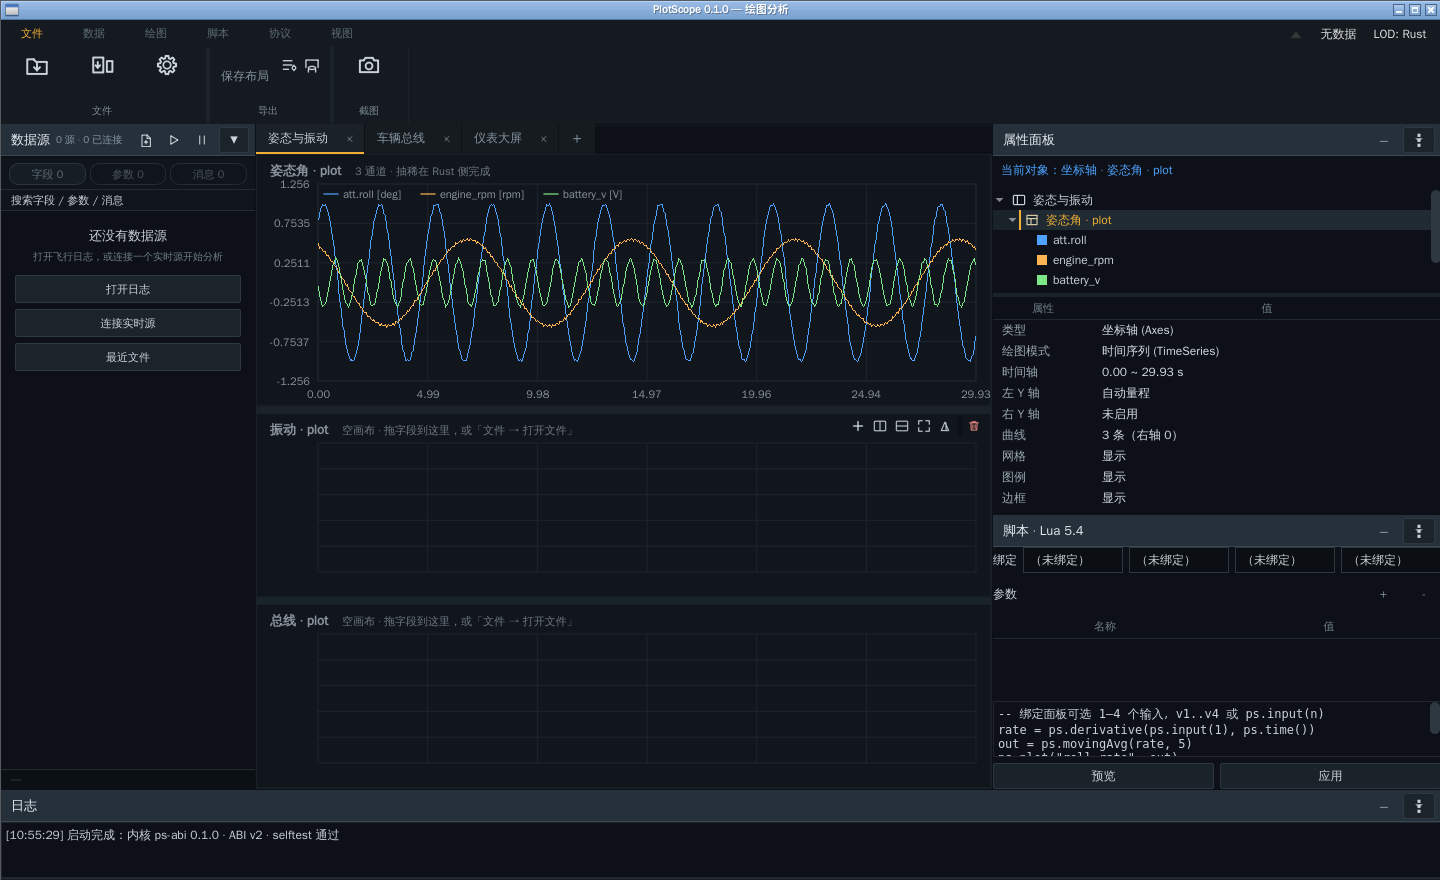 PlotScope 0.1.0 — 绘图分析
文件 数据 绘图 脚本 协议 视图
无数据 LOD: Rust
保存布局
文件 导出 截图
数据源 0 源 · 0 已连接
字段 0 参数 0 消息 0
搜索字段 / 参数 / 消息
还没有数据源
打开飞行日志，或连接一个实时源开始分析
打开日志
连接实时源
最近文件
姿态与振动 × 车辆总线 × 仪表大屏 × +
姿态角 · plot 3 通道 · 抽稀在 Rust 侧完成
att.roll [deg] engine_rpm [rpm] battery_v [V]
1.256
0.7535
0.2511
-0.2513
-0.7537
-1.256
0.00 4.99 9.98 14.97 19.96 24.94 29.93
振动 · plot 空画布 · 拖字段到这里，或「文件 → 打开文件」
总线 · plot 空画布 · 拖字段到这里，或「文件 → 打开文件」
属性面板
当前对象：坐标轴 · 姿态角 · plot
姿态与振动
姿态角 · plot
att.roll
engine_rpm
battery_v
属性 值
类型 坐标轴 (Axes)
绘图模式 时间序列 (TimeSeries)
时间轴 0.00 ~ 29.93 s
左 Y 轴 自动量程
右 Y 轴 未启用
曲线 3 条（右轴 0）
网格 显示
图例 显示
边框 显示
脚本 · Lua 5.4
绑定 （未绑定） （未绑定） （未绑定） （未绑定）
参数 + -
名称 值
-- 绑定面板可选 1—4 个输入，v1..v4 或 ps.input(n)
rate = ps.derivative(ps.input(1), ps.time())
out = ps.movingAvg(rate, 5)
预览 应用
日志
[10:55:29] 启动完成：内核 ps-abi 0.1.0 · ABI v2 · selftest 通过